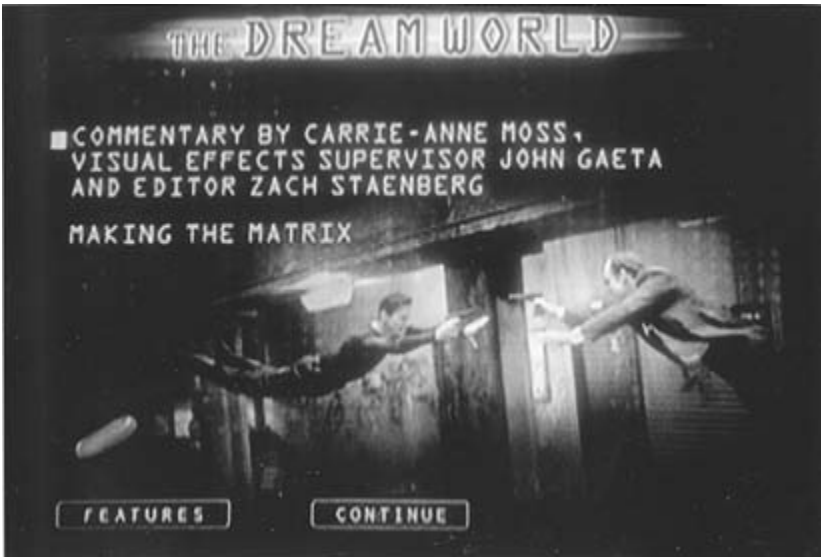 THE DREAM WORLD
COMMENTARY BY CARRIE-ANNE MOSS,
VISUAL EFFECTS SUPERVISOR JOHN GAETA
AND EDITOR ZACH STAENBERG
MAKING THE MATRIX
FEATURES
CONTINUE